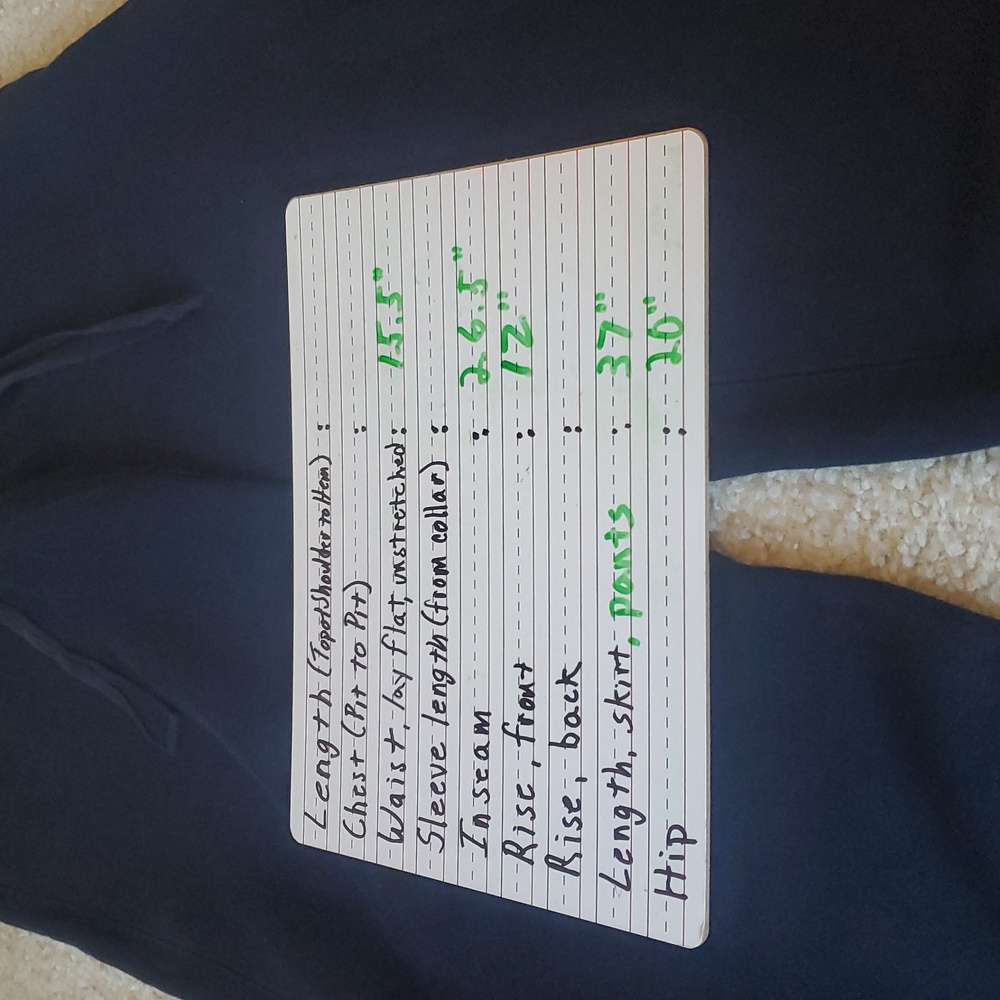 Length (Top of Shoulder to Hem) :
Chest (Pit to Pit) :
Waist, lay flat, unstretched : 15.5"
Sleeve length (from collar) :
Inseam : 26.5"
Rise, front : 12"
Rise, back :
Length, skirt, pants : 37"
Hip : 20"